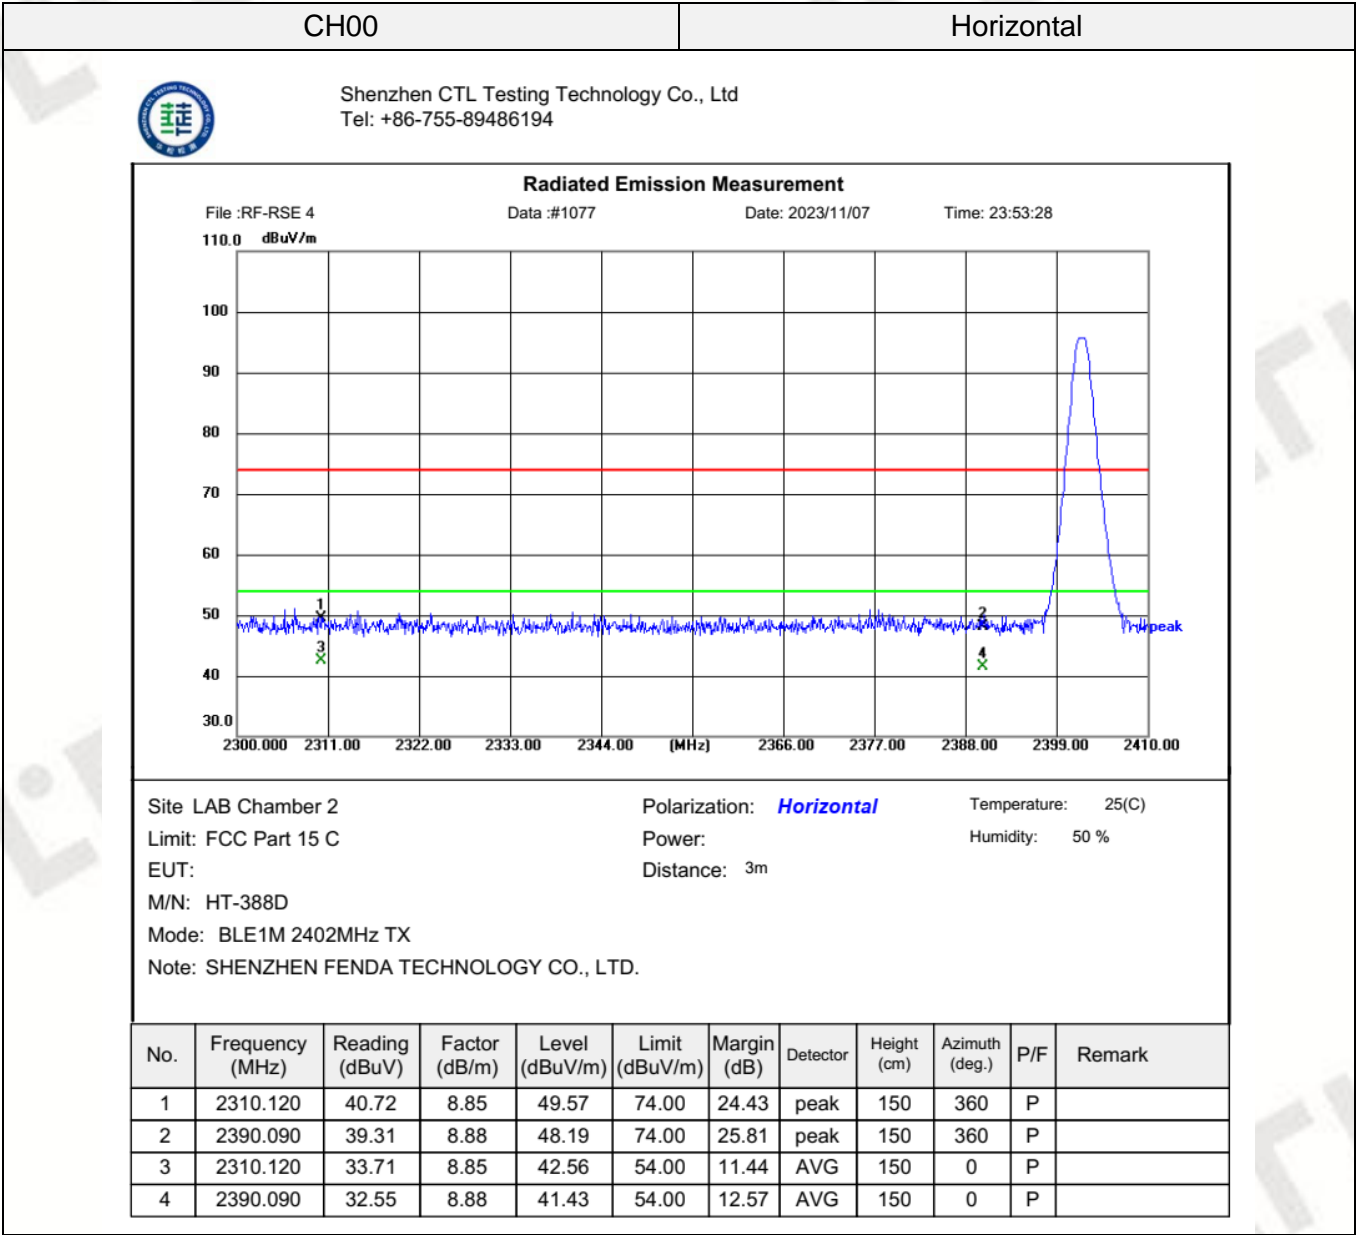 CH00 Horizontal
Shenzhen CTL Testing Technology Co., Ltd
Tel: +86-755-89486194
Radiated Emission Measurement
File :RF-RSE 4 Data :#1077 Date: 2023/11/07 Time: 23:53:28
110.0 dBuV/m
100
90
80
70
60
50
40
30.0
1
3
2
4
peak
2300.000 2311.00 2322.00 2333.00 2344.00 (MHz) 2366.00 2377.00 2388.00 2399.00 2410.00
Site LAB Chamber 2 Polarization: Horizontal Temperature: 25(C)
Limit: FCC Part 15 C Power: Humidity: 50 %
EUT: Distance: 3m
M/N: HT-388D
Mode: BLE1M 2402MHz TX
Note: SHENZHEN FENDA TECHNOLOGY CO., LTD.
No. Frequency (MHz) Reading (dBuV) Factor (dB/m) Level (dBuV/m) Limit (dBuV/m) Margin (dB) Detector Height (cm) Azimuth (deg.) P/F Remark
1 2310.120 40.72 8.85 49.57 74.00 24.43 peak 150 360 P
2 2390.090 39.31 8.88 48.19 74.00 25.81 peak 150 360 P
3 2310.120 33.71 8.85 42.56 54.00 11.44 AVG 150 0 P
4 2390.090 32.55 8.88 41.43 54.00 12.57 AVG 150 0 P